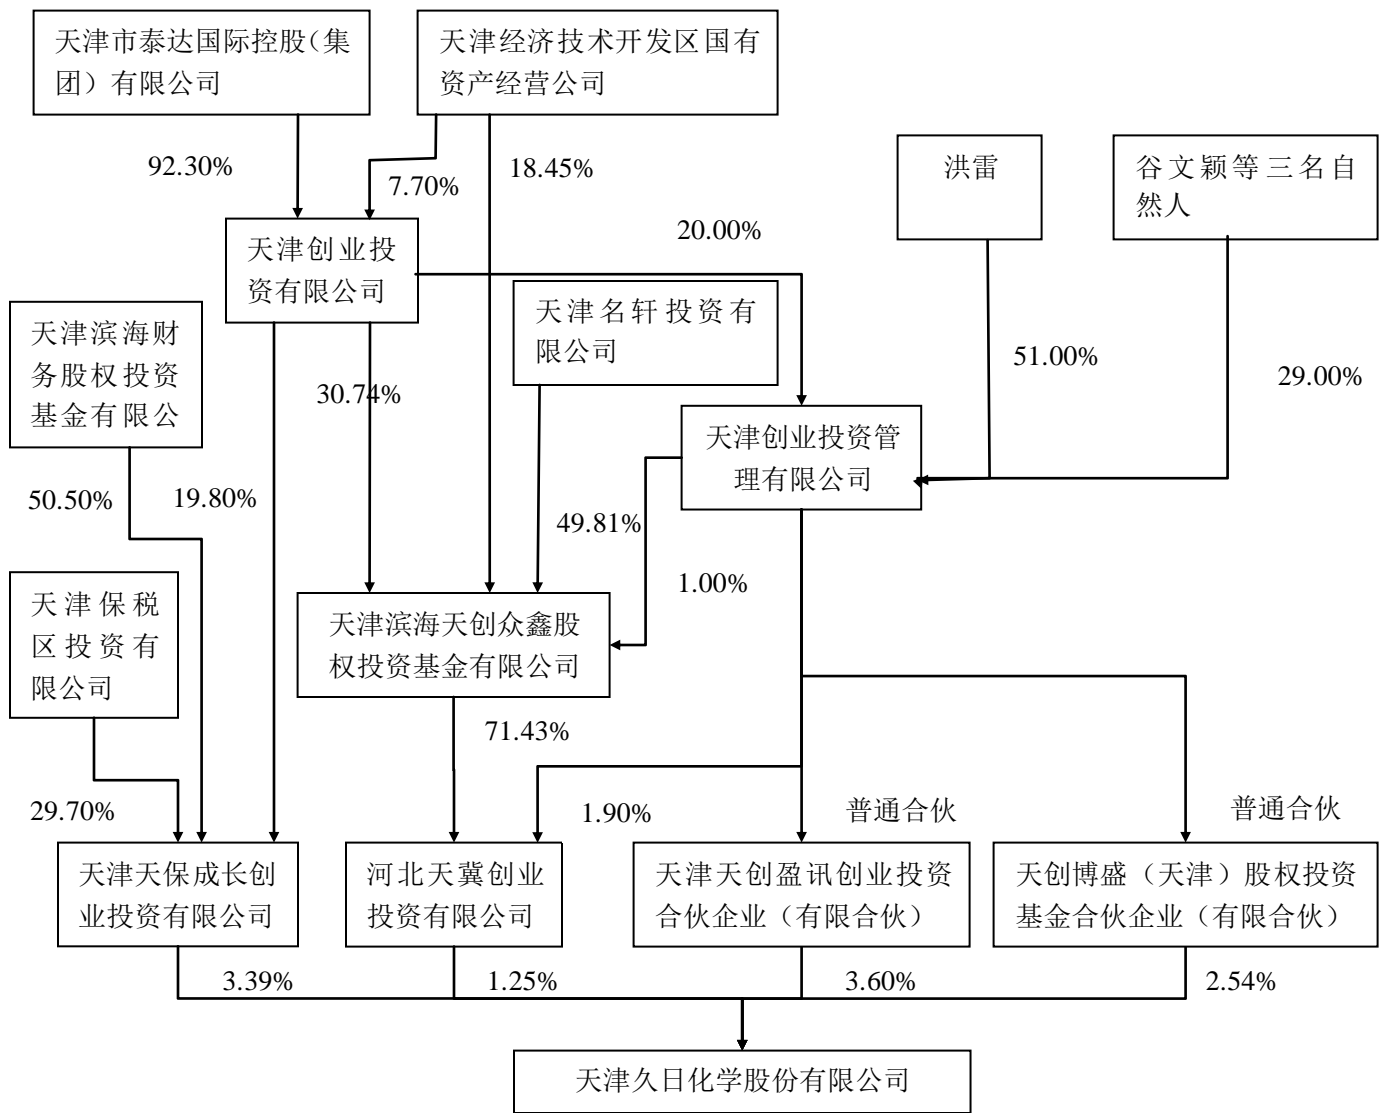 天津市泰达国际控股（集
团）有限公司
天津经济技术开发区国有
资产经营公司
92.30%
7.70%
18.45%
洪雷
谷文颖等三名自
然人
天津创业投
资有限公司
20.00%
天津名轩投资有
限公司
天津滨海财
务股权投资
基金有限公
30.74%
51.00%
29.00%
天津创业投资管
理有限公司
50.50%
19.80%
49.81%
1.00%
天津保税
区投资有
限公司
天津滨海天创众鑫股
权投资基金有限公司
71.43%
29.70%
1.90%
普通合伙
普通合伙
天津天保成长创
业投资有限公司
河北天冀创业
投资有限公司
天津天创盈讯创业投资
合伙企业（有限合伙）
天创博盛（天津）股权投资
基金合伙企业（有限合伙）
3.39%
1.25%
3.60%
2.54%
天津久日化学股份有限公司